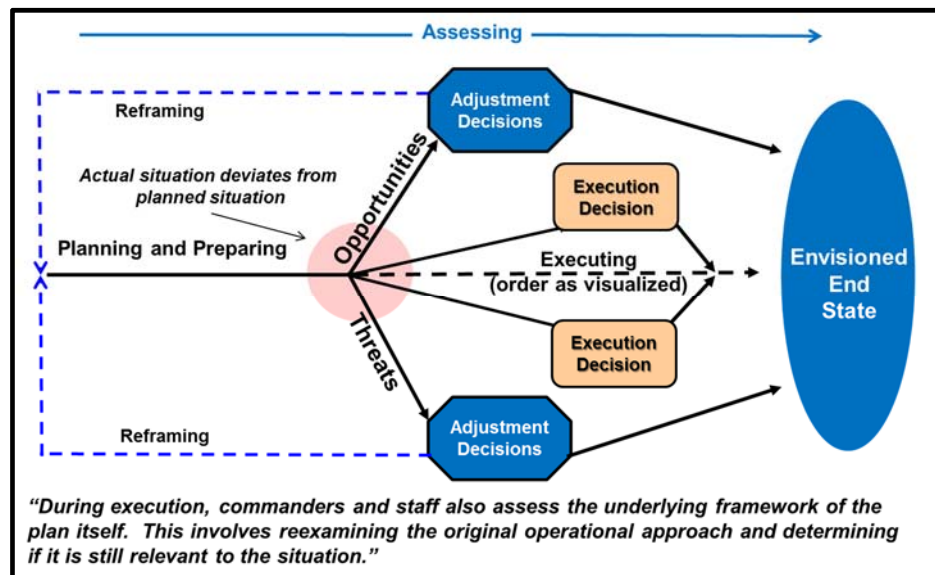 Assessing
Reframing
Adjustment
Decisions
Actual situation deviates from
planned situation
Opportunities
Execution
Decision
Planning and Preparing
Executing
(order as visualized)
Envisioned
End
State
Threats
Execution
Decision
Reframing
Adjustment
Decisions
“During execution, commanders and staff also assess the underlying framework of the
plan itself.  This involves reexamining the original operational approach and determining
if it is still relevant to the situation.”